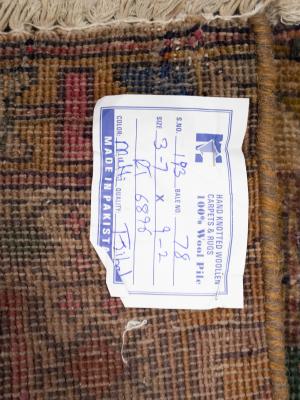 HAND KNOTTED WOOLLEN
CARPETS & RUGS
100% Wool Pile
S.NO. 193 BALE NO. 78
SIZE 3-7 X 9-2
6896
COLOR: Multi QUALITY: Tribal
MADE IN PAKISTAN